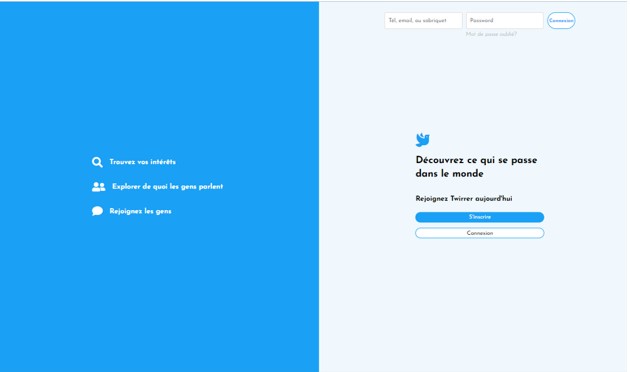 Tél, email, ou sobriquet
Password
Connexion
Mot de passe oublié?
Trouvez vos intérêts
Explorer de quoi les gens parlent
Rejoignez les gens
Découvrez ce qui se passe
dans le monde
Rejoignez Twirrer aujourd'hui
S'inscrire
Connexion